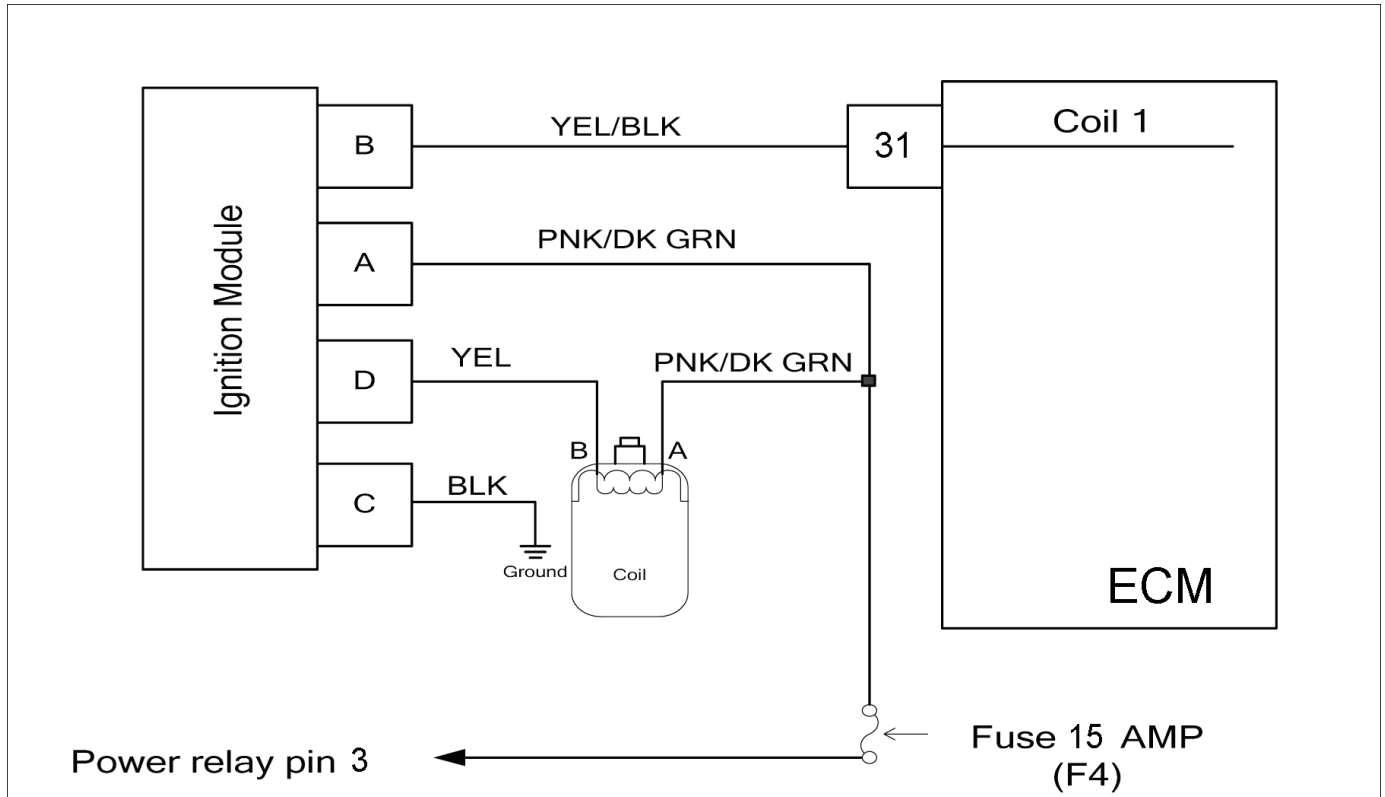 Ignition Module
B
YEL/BLK
31
Coil 1
A
PNK/DK GRN
D
YEL
PNK/DK GRN
B
A
C
BLK
Ground
Coil
ECM
Power relay pin 3
Fuse 15 AMP
(F4)